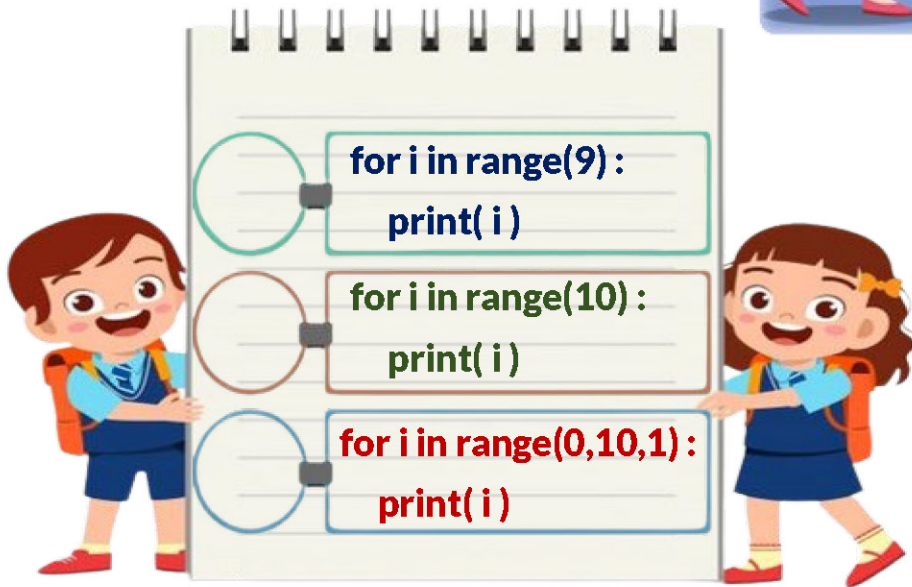 for i in range(9) :
print( i )
for i in range(10) :
print( i )
for i in range(0,10,1) :
print( i )